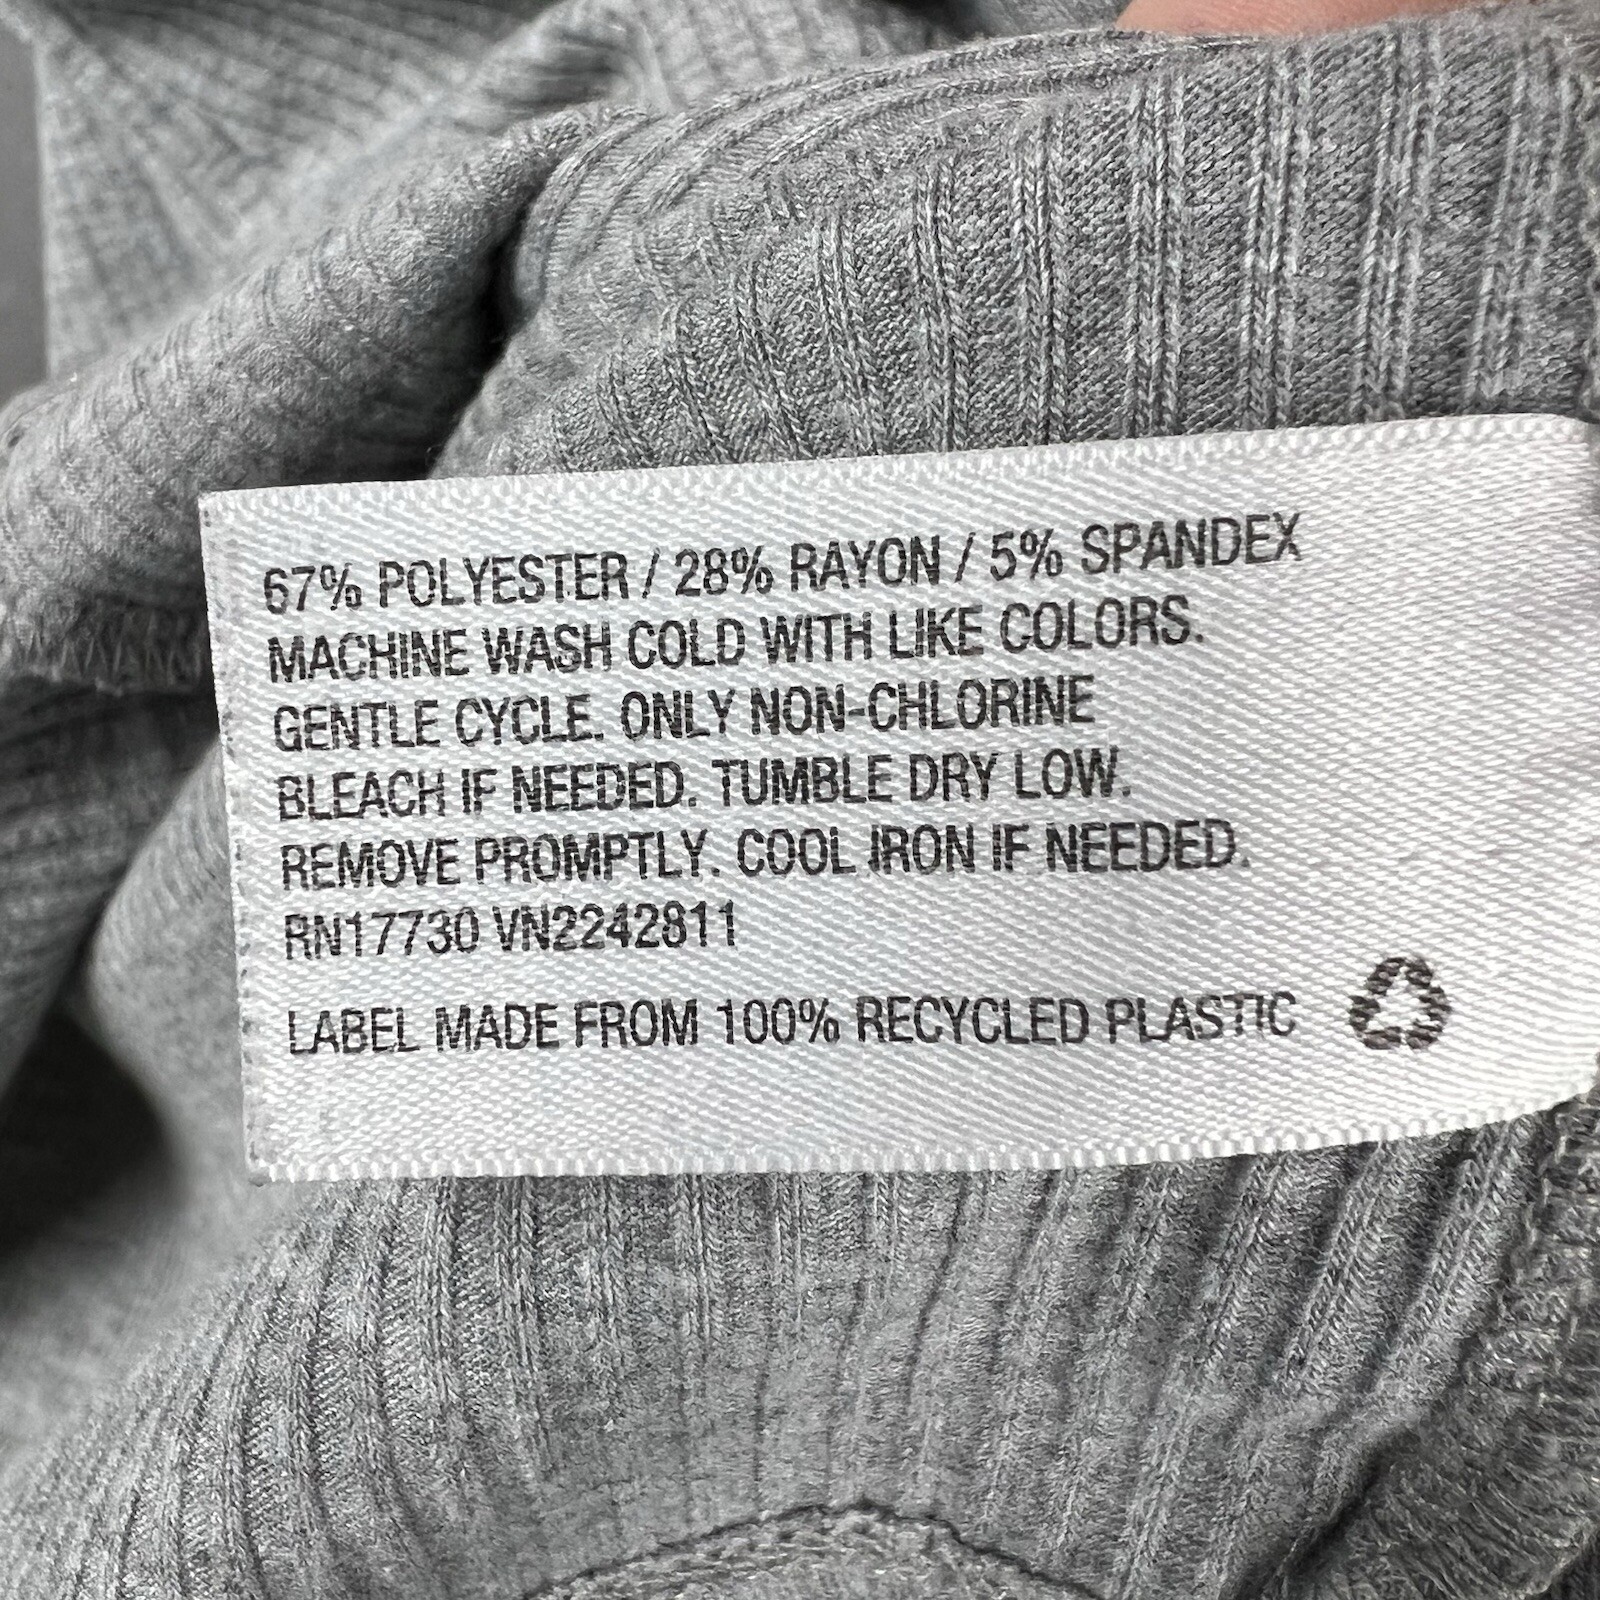 67% POLYESTER / 28% RAYON / 5% SPANDEX
MACHINE WASH COLD WITH LIKE COLORS.
GENTLE CYCLE. ONLY NON-CHLORINE
BLEACH IF NEEDED. TUMBLE DRY LOW.
REMOVE PROMPTLY. COOL IRON IF NEEDED.
RN17730 VN2242811
LABEL MADE FROM 100% RECYCLED PLASTIC